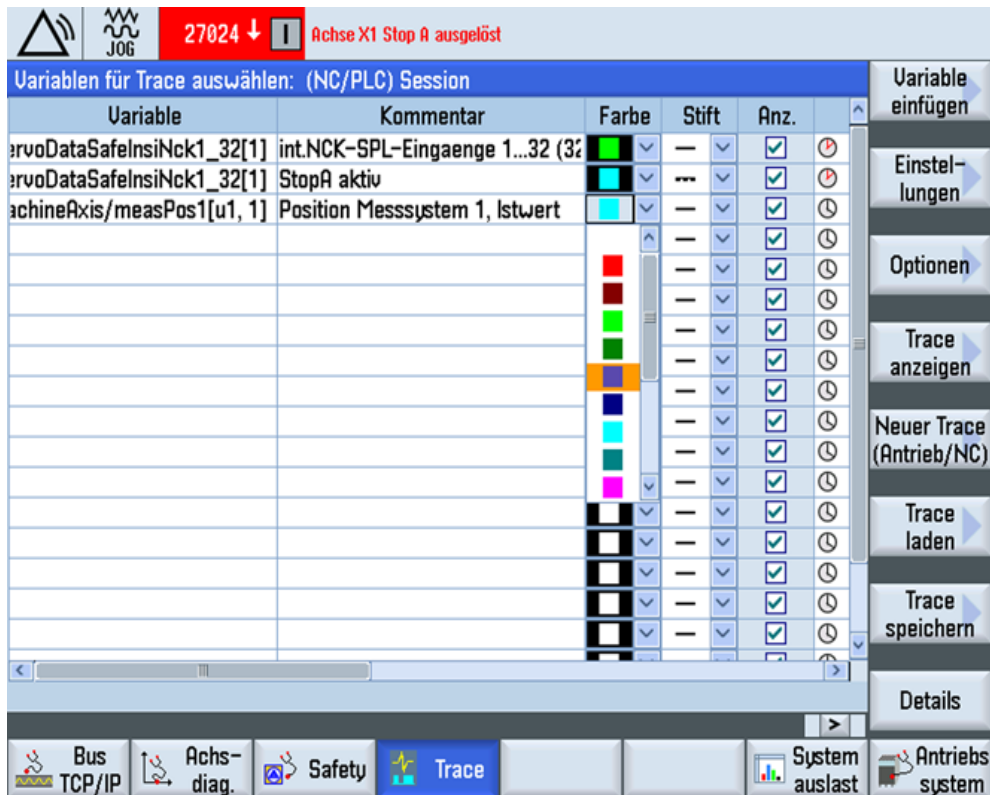 JOG
27024 ↓
Achse X1 Stop A ausgelöst
Variablen für Trace auswählen: (NC/PLC) Session
Variable Kommentar Farbe Stift Anz.
ervoDataSafeInsiNck1_32[1] int.NCK-SPL-Eingaenge 1...32 (32
ervoDataSafeInsiNck1_32[1] StopA aktiv
achineAxis/measPos1[u1, 1] Position Messsystem 1, Istwert
Variable
einfügen
Einstel-
lungen
Optionen
Trace
anzeigen
Neuer Trace
(Antrieb/NC)
Trace
laden
Trace
speichern
Details
Bus
TCP/IP
Achs-
diag.
Safety
Trace
System
auslast
Antriebs
system